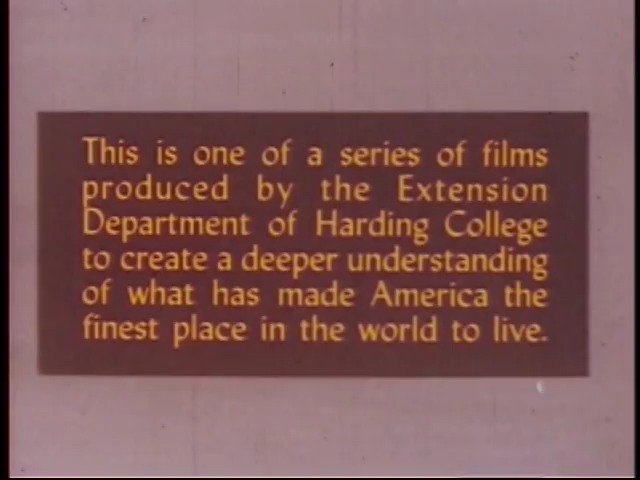 This is one of a series of films
produced by the Extension
Department of Harding College
to create a deeper understanding
of what has made America the
finest place in the world to live.